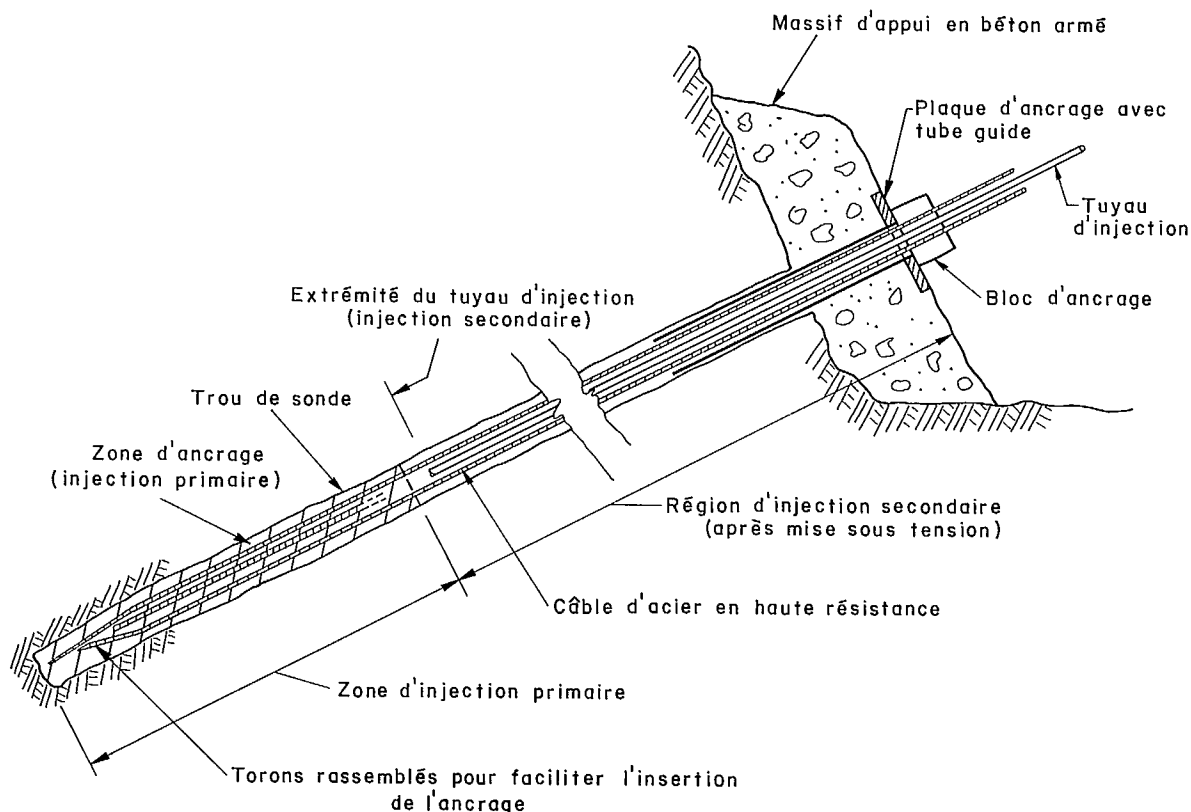 Massif d'appui en béton armé
Plaque d'ancrage avec
tube guide
Tuyau
d'injection
Bloc d'ancrage
Extrémité du tuyau d'injection
(injection secondaire)
Trou de sonde
Zone d'ancrage
(injection primaire)
Région d'injection secondaire
(après mise sous tension)
Câble d'acier en haute résistance
Zone d'injection primaire
Torons rassemblés pour faciliter l'insertion
de l'ancrage